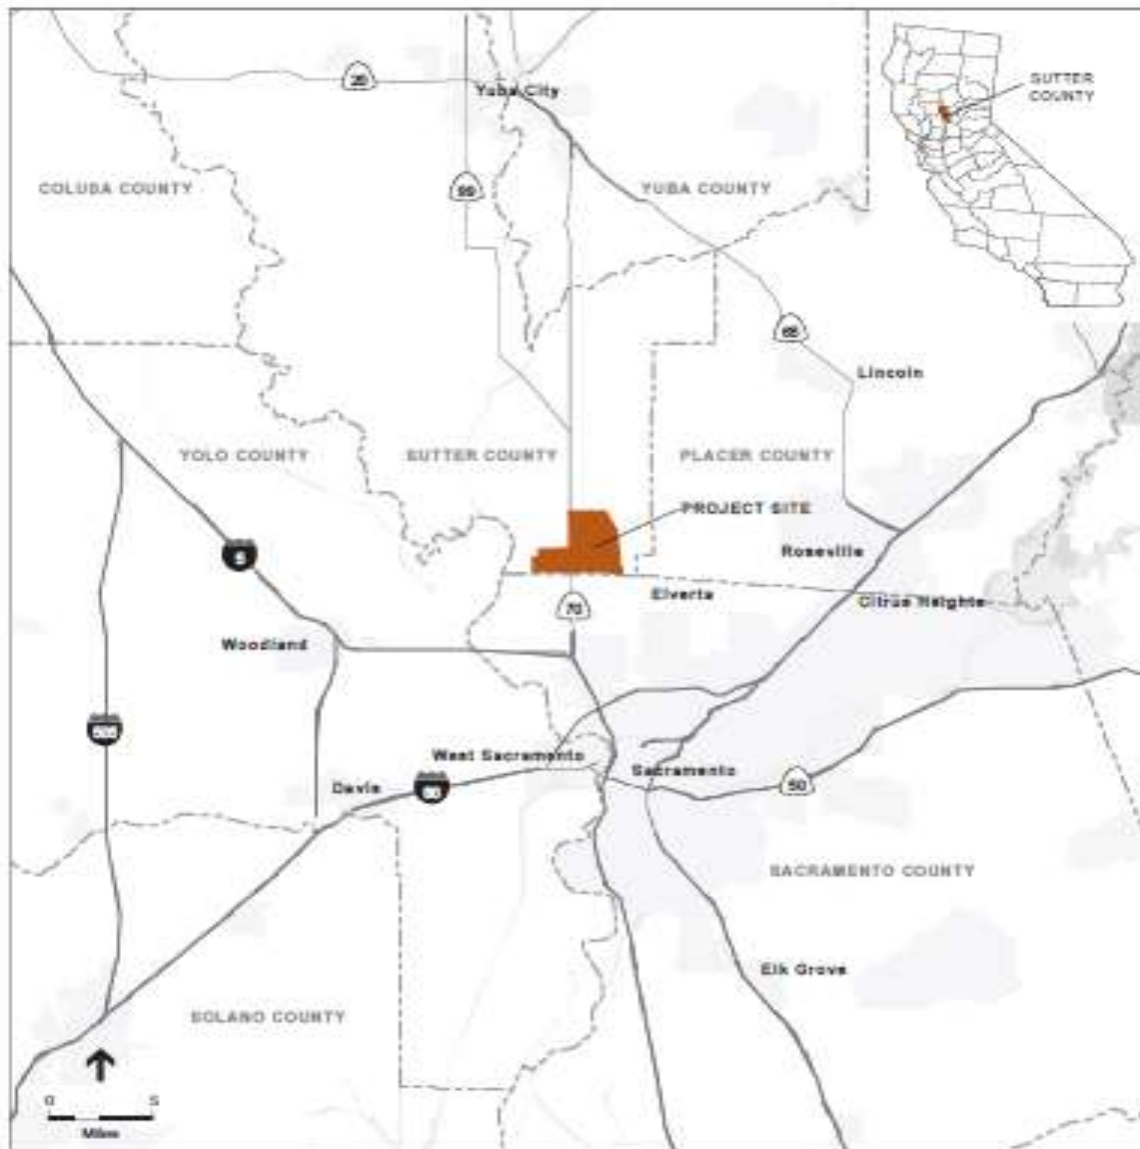 20
Yuba City
SUTTER
COUNTY
99
COLUSA COUNTY
YUBA COUNTY
65
Lincoln
YOLO COUNTY
SUTTER COUNTY
PLACER COUNTY
PROJECT SITE
5
Roseville
Elverta
Citrus Heights
70
Woodland
505
West Sacramento
Sacramento
Davis
80
50
SACRAMENTO COUNTY
Elk Grove
SOLANO COUNTY
0 5
Miles